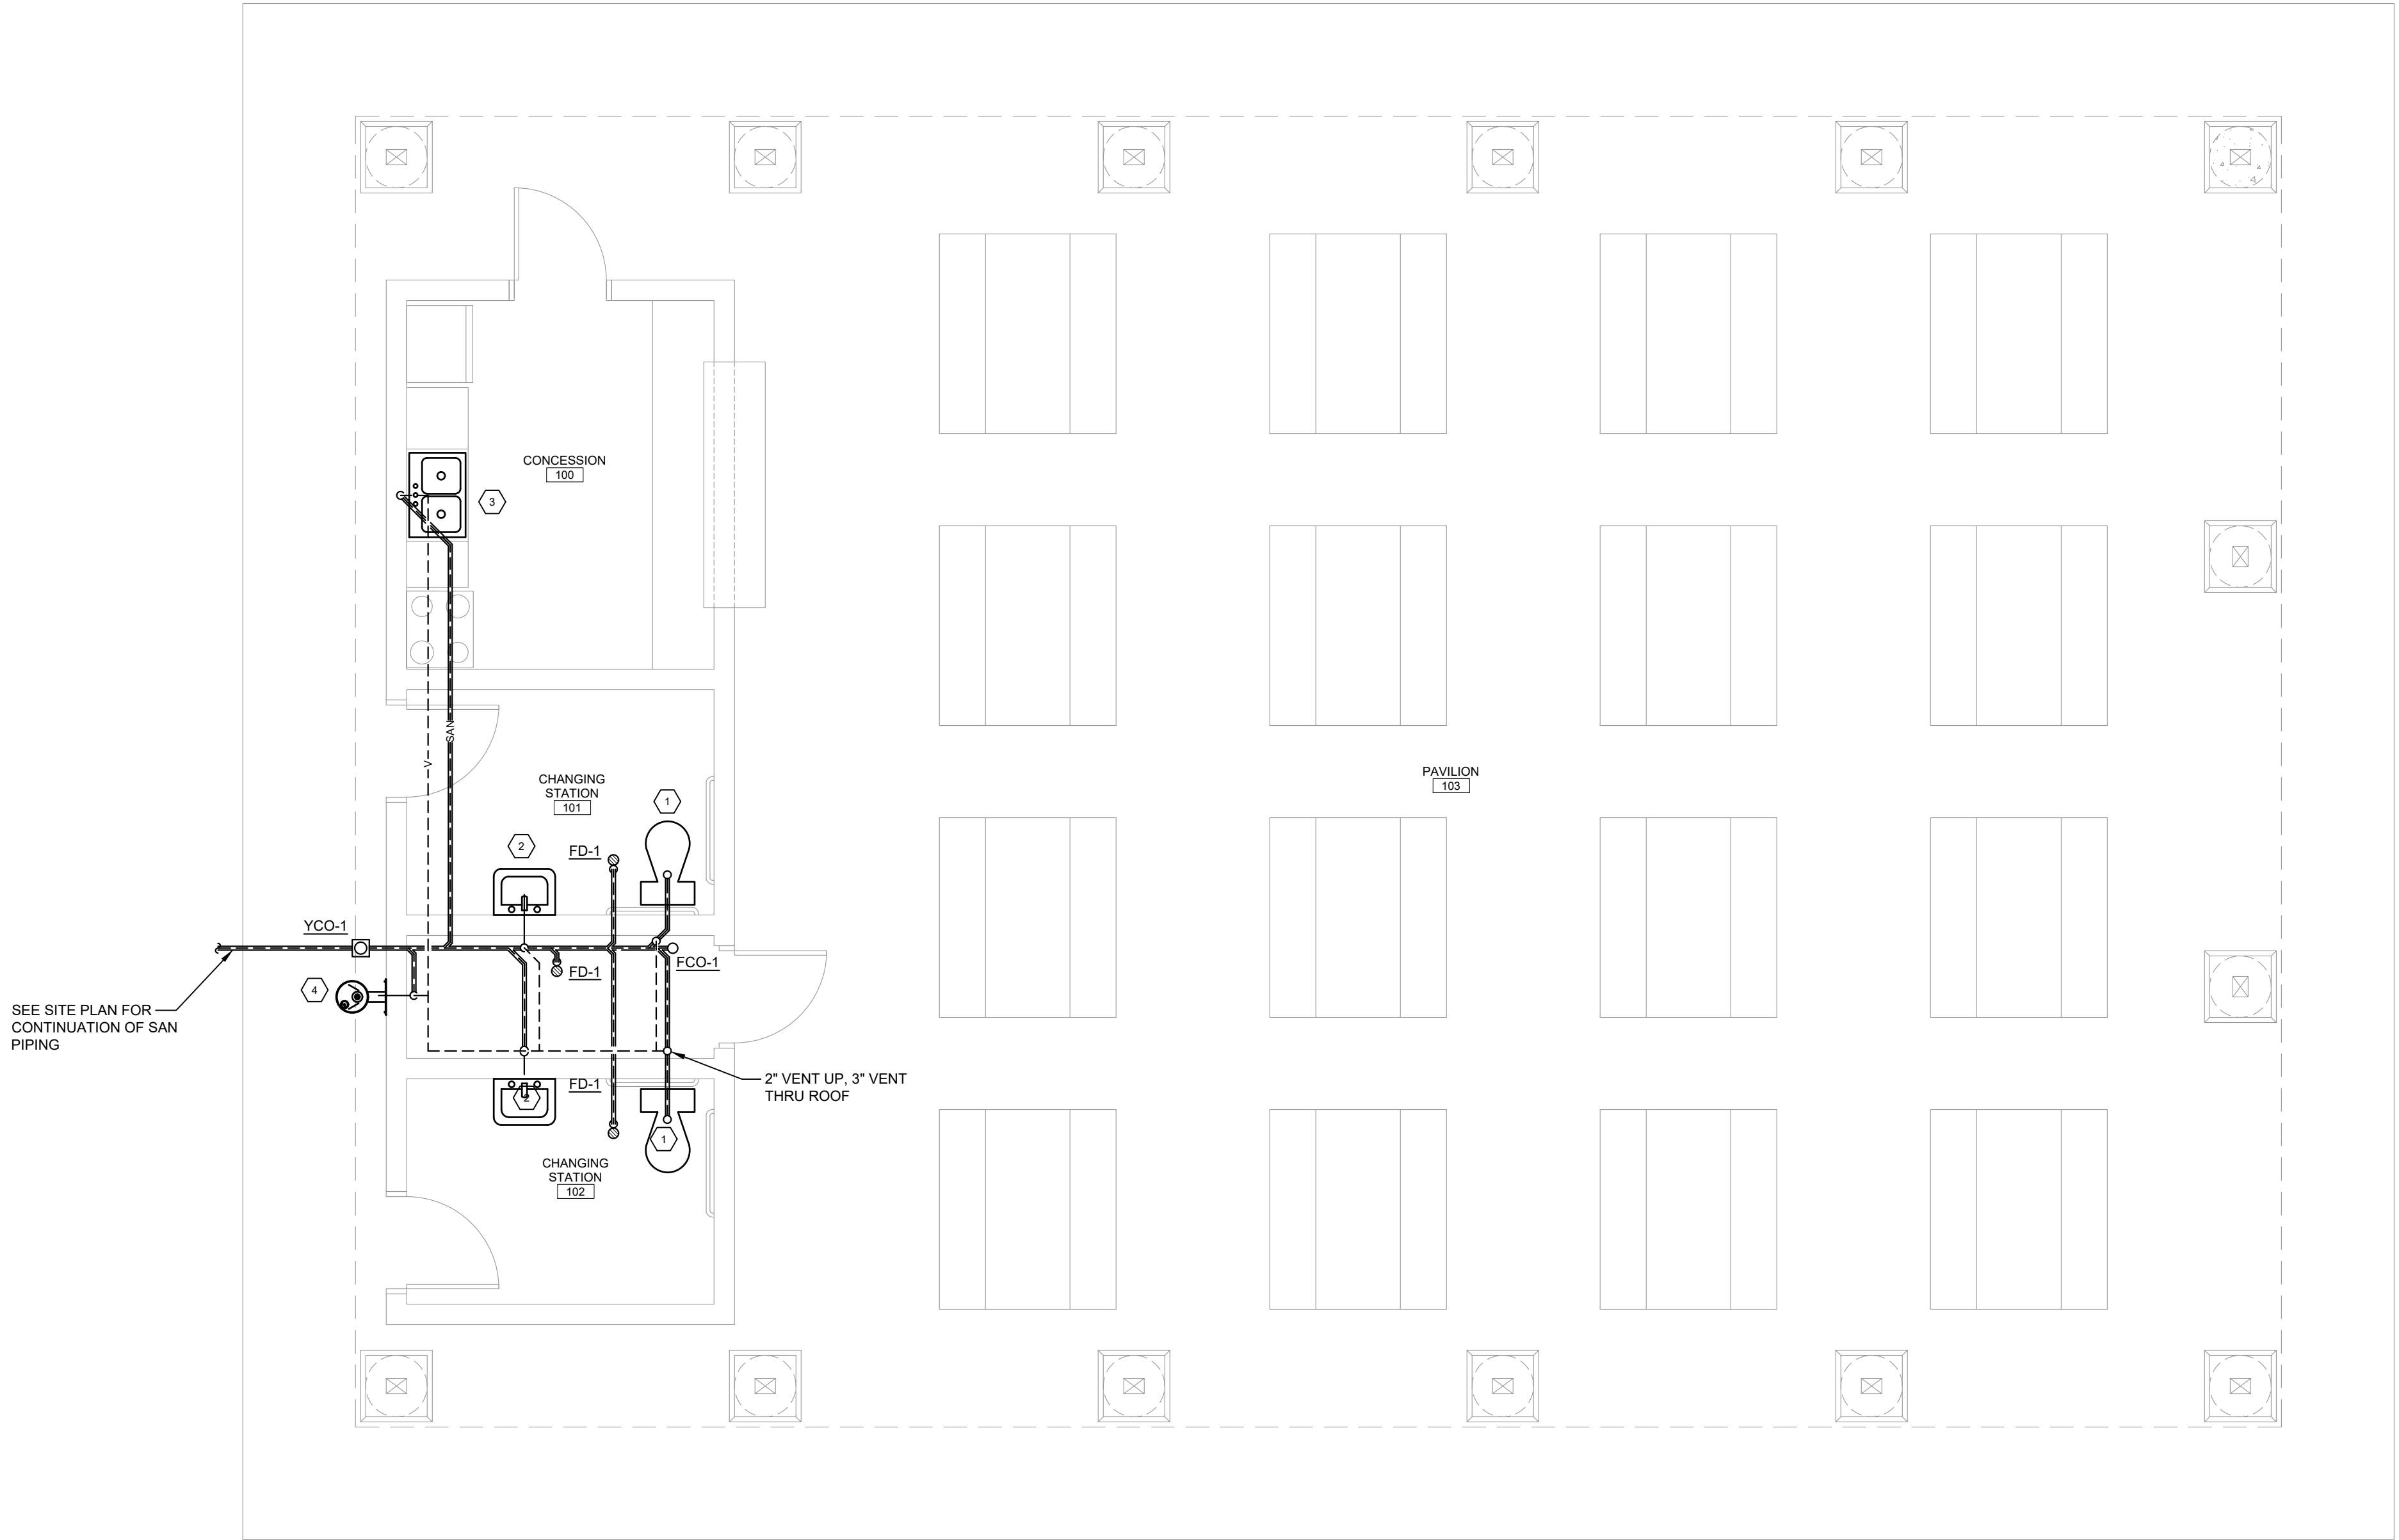 CONCESSION
100
3
SAN
V
CHANGING
STATION
101
1
2
FD-1
PAVILION
103
YCO-1
FD-1
FCO-1
4
SEE SITE PLAN FOR
CONTINUATION OF SAN
PIPING
FD-1
2
2" VENT UP, 3" VENT
THRU ROOF
1
CHANGING
STATION
102